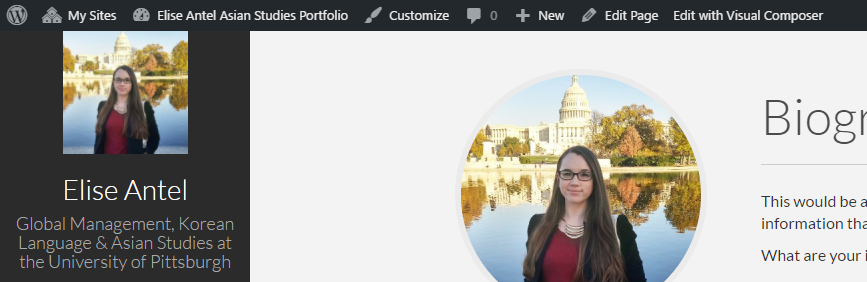 My Sites Elise Antel Asian Studies Portfolio Customize 0 New Edit Page Edit with Visual Composer
Elise Antel
Global Management, Korean
Language & Asian Studies at
the University of Pittsburgh
Biogr
This would be a
information tha
What are your i